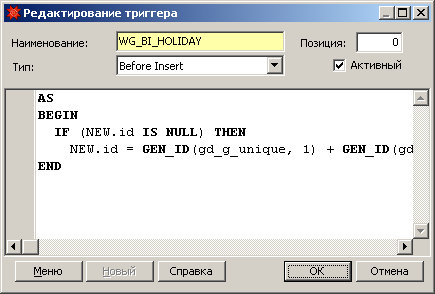 Редактирование триггера
Наименование: WG_BI_HOLIDAY Позиция: 0
Тип: Before Insert Активный
AS
BEGIN
IF (NEW.id IS NULL) THEN
NEW.id = GEN_ID(gd_g_unique, 1) + GEN_ID(gd
END
Меню Новый Справка OK Отмена